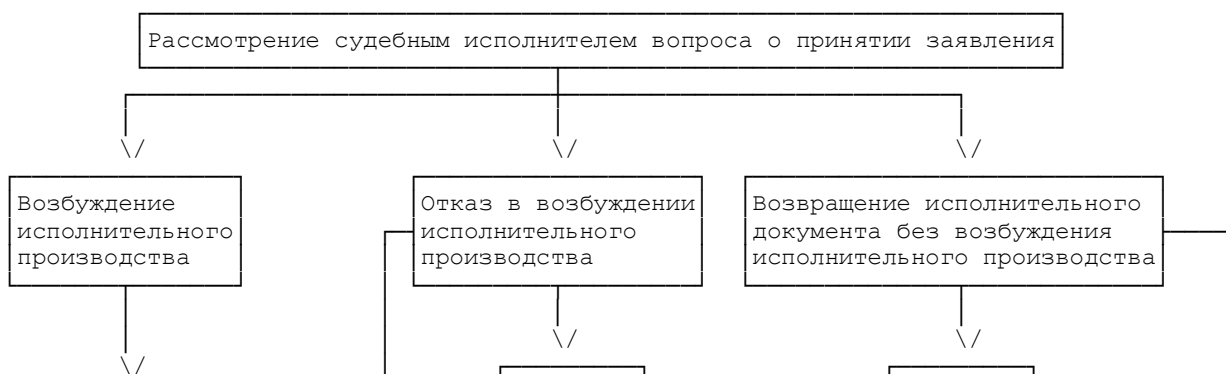 Рассмотрение судебным исполнителем вопроса о принятии заявления
Возбуждение
исполнительного
производства
Отказ в возбуждении
исполнительного
производства
Возвращение исполнительного
документа без возбуждения
исполнительного производства